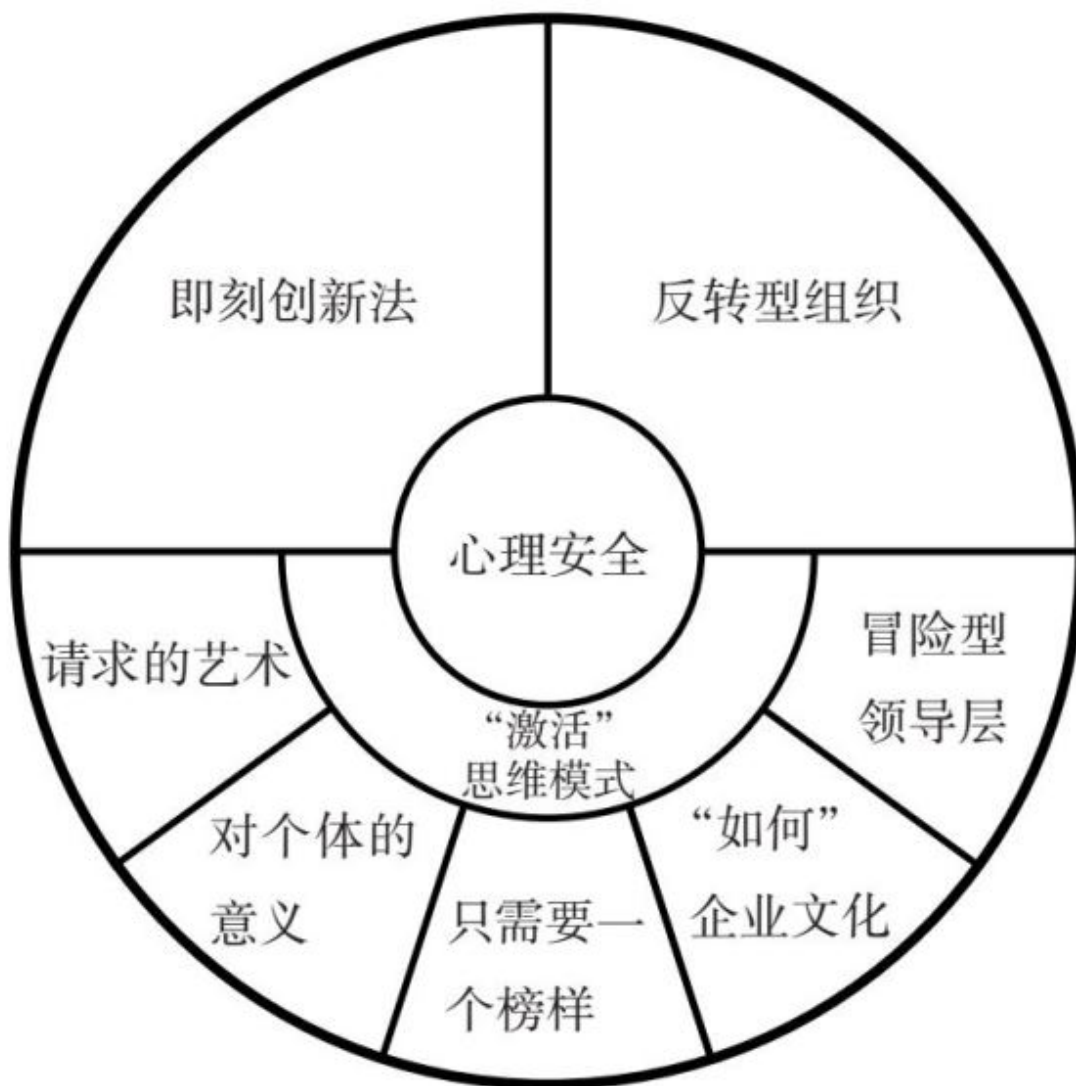 即刻创新法
反转型组织
心理安全
“激活”
思维模式
请求的艺术
对个体的
意义
只需要一
个榜样
“如何”
企业文化
冒险型
领导层